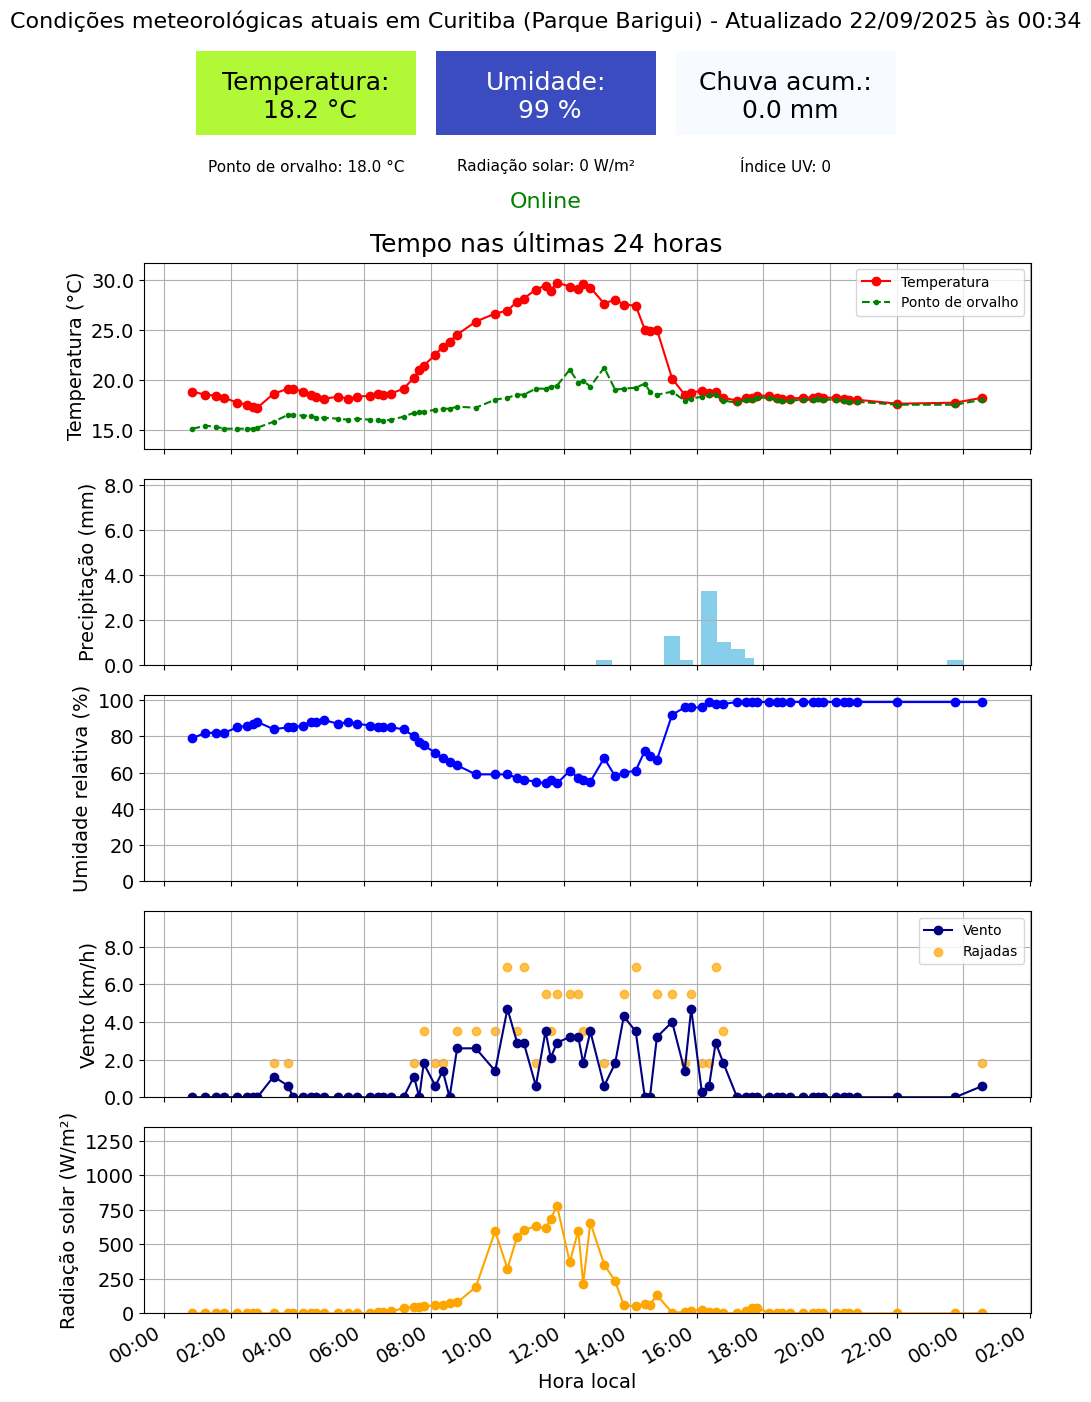 Condições meteorológicas atuais em Curitiba (Parque Barigui) - Atualizado 22/09/2025 às 00:34
Temperatura:
18.2 °C
Umidade:
99 %
Chuva acum.:
0.0 mm
Ponto de orvalho: 18.0 °C
Radiação solar: 0 W/m²
Índice UV: 0
Online
Tempo nas últimas 24 horas
Temperatura (°C)
30.0
25.0
20.0
15.0
Temperatura
Ponto de orvalho
Precipitação (mm)
8.0
6.0
4.0
2.0
0.0
Umidade relativa (%)
100
80
60
40
20
0
Vento (km/h)
8.0
6.0
4.0
2.0
0.0
Vento
Rajadas
Radiação solar (W/m²)
1250
1000
750
500
250
0
00:00 02:00 04:00 06:00 08:00 10:00 12:00 14:00 16:00 18:00 20:00 22:00 00:00 02:00
Hora local